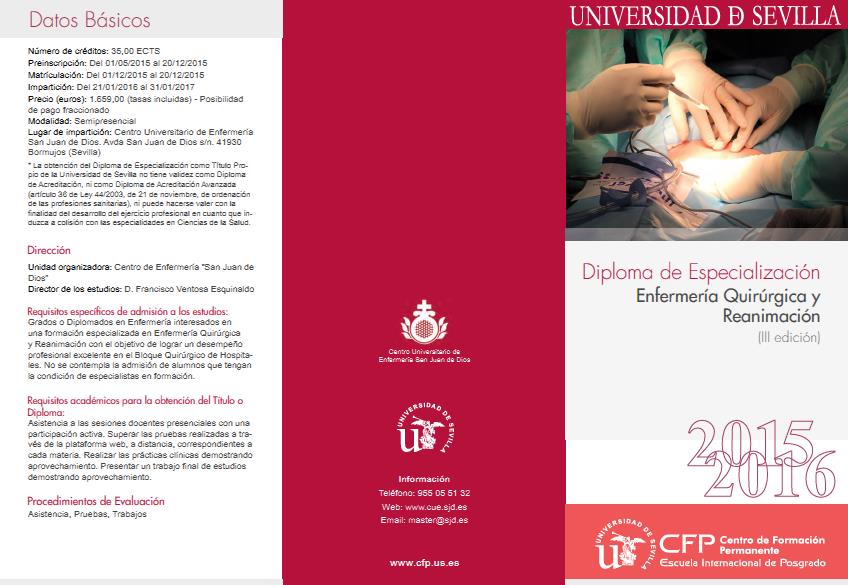 Datos Básicos
Número de créditos: 35,00 ECTS
Preinscripción: Del 01/05/2015 al 20/12/2015
Matriculación: Del 01/12/2015 al 20/12/2015
Impartición: Del 21/01/2016 al 31/01/2017
Precio (euros): 1.659,00 (tasas incluidas) - Posibilidad
de pago fraccionado
Modalidad: Semipresencial
Lugar de impartición: Centro Universitario de Enfermería
San Juan de Dios. Avda San Juan de Dios s/n. 41930
Bormujos (Sevilla)
* La obtención del Diploma de Especialización como Título Pro-
pio de la Universidad de Sevilla no tiene validez como Diploma
de Acreditación, ni como Diploma de Acreditación Avanzada
(artículo 36 de Ley 44/2003, de 21 de noviembre, de ordenación
de las profesiones sanitarias), ni puede hacerse valer con la
finalidad del desarrollo del ejercicio profesional en cuanto que in-
duzca a colisión con las especialidades en Ciencias de la Salud.
Dirección
Unidad organizadora: Centro de Enfermería "San Juan de
Dios"
Director de los estudios: D. Francisco Ventosa Esquinaldo
Requisitos específicos de admisión a los estudios:
Grados o Diplomados en Enfermería interesados en
una formación especializada en Enfermería Quirúrgica
y Reanimación con el objetivo de lograr un desempeño
profesional excelente en el Bloque Quirúrgico de Hospita-
les. No se contempla la admisión de alumnos que tengan
la condición de especialistas en formación.
Requisitos académicos para la obtención del Título o
Diploma:
Asistencia a las sesiones docentes presenciales con una
participación activa. Superar las pruebas realizadas a tra-
vés de la plataforma web, a distancia, correspondientes a
cada materia. Realizar las prácticas clínicas demostrando
aprovechamiento. Presentar un trabajo final de estudios
demostrando aprovechamiento.
Procedimientos de Evaluación
Asistencia, Pruebas, Trabajos
Centro Universitario de
Enfermería San Juan de Dios
UNIVERSIDAD DE SEVILLA
us
Información
Teléfono: 955 05 51 32
Web: www.cue.sjd.es
Email: master@sjd.es
www.cfp.us.es
UNIVERSIDAD DE SEVILLA
Diploma de Especialización
Enfermería Quirúrgica y
Reanimación
(III edición)
2015
2016
UNIVERSIDAD DE SEVILLA
us
CFP Centro de Formación
Permanente
Escuela Internacional de Posgrado